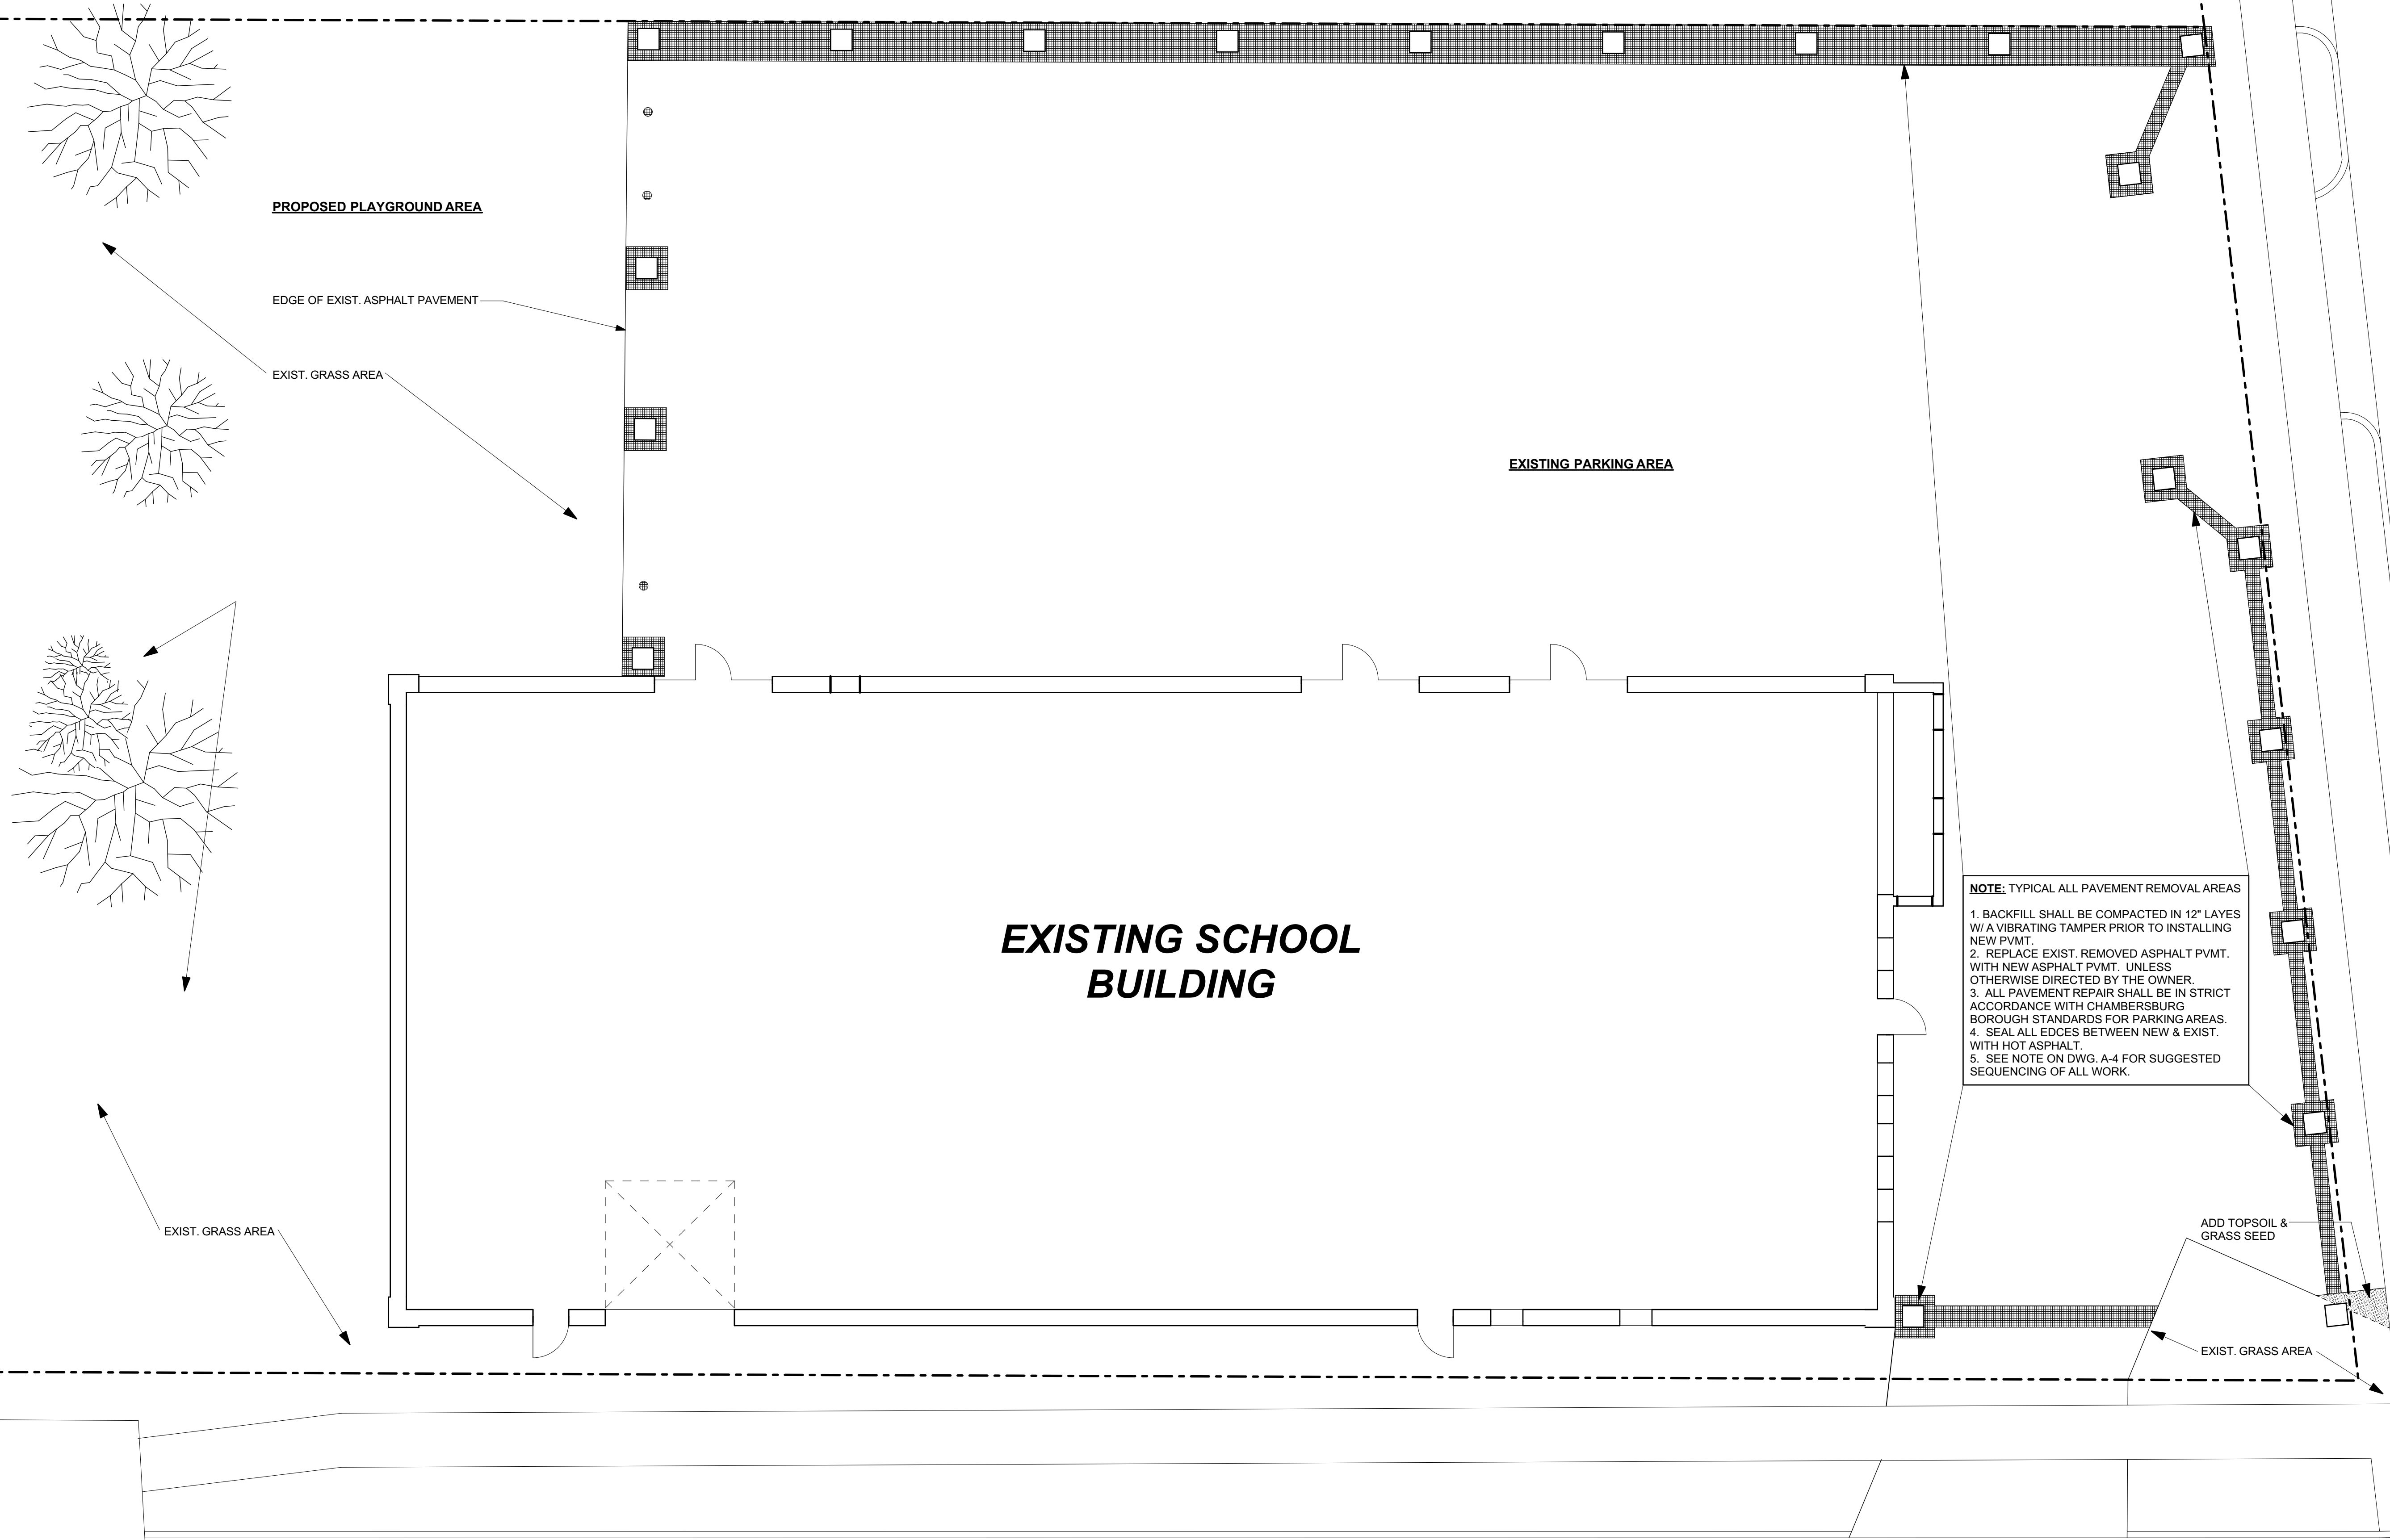 PROPOSED PLAYGROUND AREA
EDGE OF EXIST. ASPHALT PAVEMENT
EXIST. GRASS AREA
EXISTING PARKING AREA
EXISTING SCHOOL
BUILDING
NOTE: TYPICAL ALL PAVEMENT REMOVAL AREAS
1. BACKFILL SHALL BE COMPACTED IN 12" LAYES
W/ A VIBRATING TAMPER PRIOR TO INSTALLING
NEW PVMT.
2. REPLACE EXIST. REMOVED ASPHALT PVMT.
WITH NEW ASPHALT PVMT. UNLESS
OTHERWISE DIRECTED BY THE OWNER.
3. ALL PAVEMENT REPAIR SHALL BE IN STRICT
ACCORDANCE WITH CHAMBERSBURG
BOROUGH STANDARDS FOR PARKING AREAS.
4. SEAL ALL EDCES BETWEEN NEW & EXIST.
WITH HOT ASPHALT.
5. SEE NOTE ON DWG. A-4 FOR SUGGESTED
SEQUENCING OF ALL WORK.
EXIST. GRASS AREA
ADD TOPSOIL &
GRASS SEED
EXIST. GRASS AREA